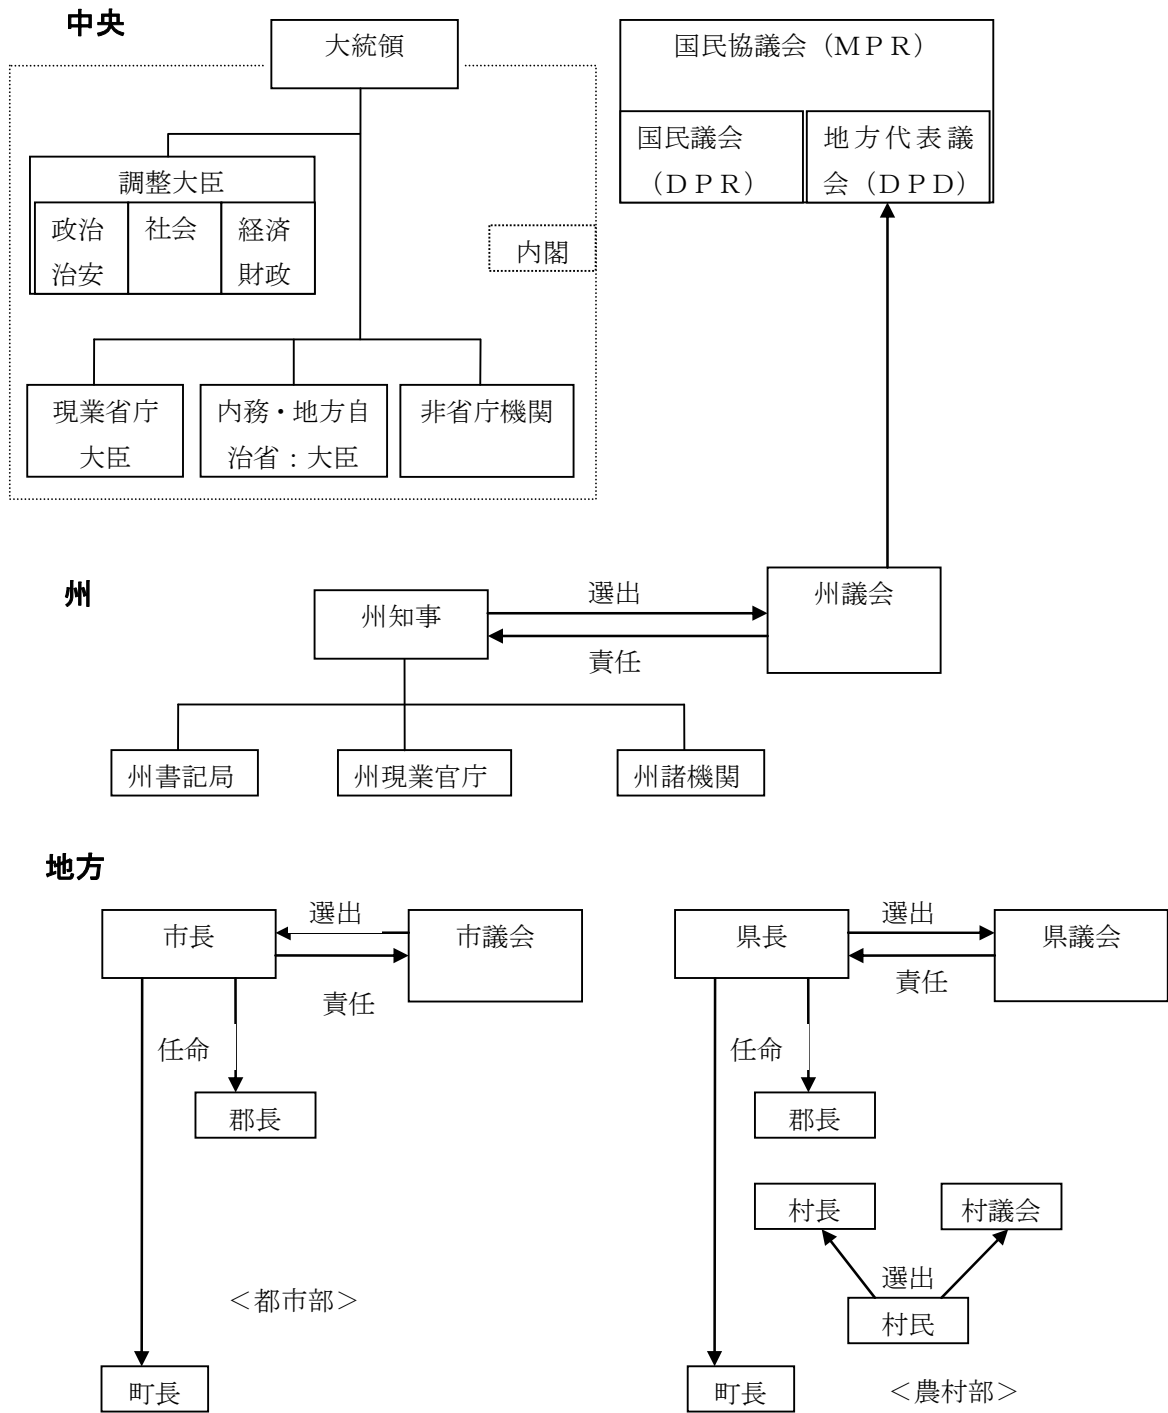 中央
大統領
国民協議会（ＭＰＲ）
国民議会
（ＤＰＲ）
地方代表議
会（ＤＰＤ）
調整大臣
政治
治安
社会
経済
財政
内閣
現業省庁
大臣
内務・地方自
治省：大臣
非省庁機関
州
州知事
選出
責任
州議会
州書記局
州現業官庁
州諸機関
地方
市長
選出
責任
市議会
任命
郡長
町長
＜都市部＞
県長
選出
責任
県議会
任命
郡長
村長
村議会
選出
村民
町長
＜農村部＞